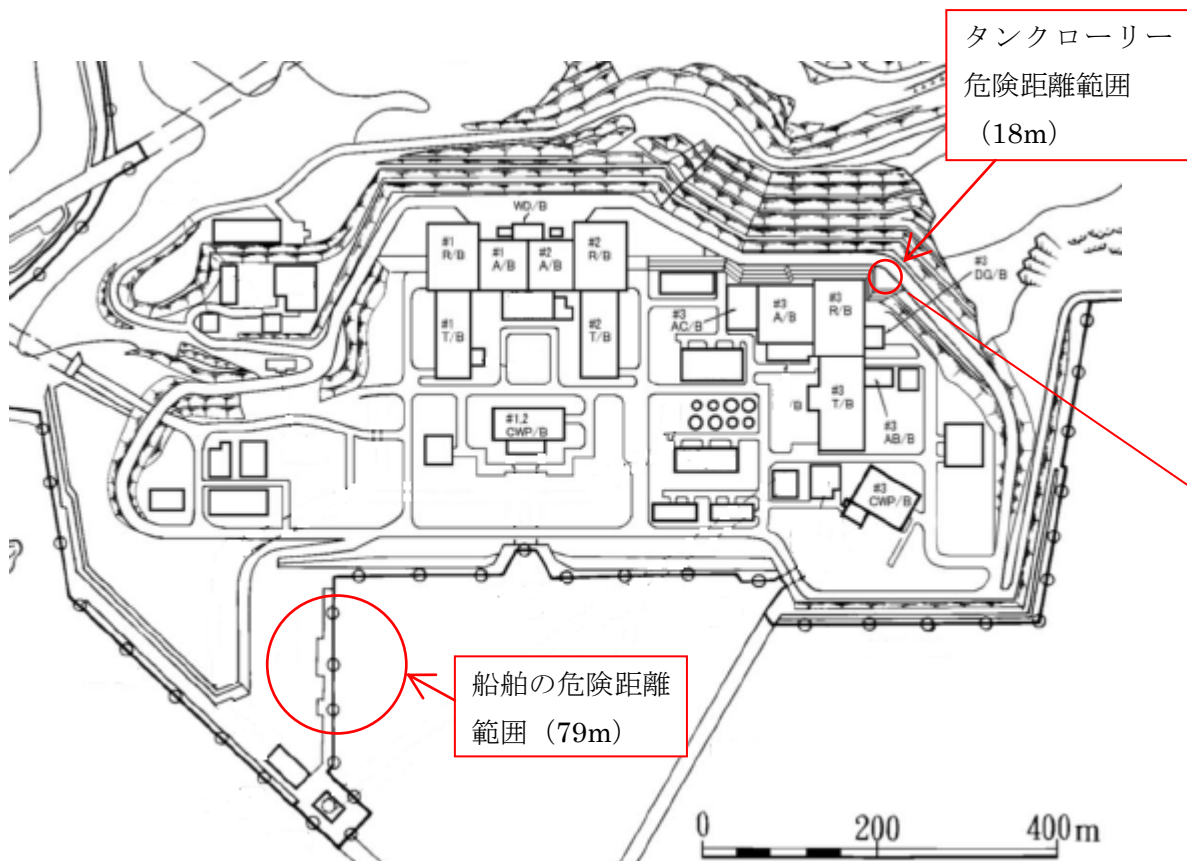 タンクローリー
危険距離範囲
（18m）
WD/B
#1
R/B
#1
A/B
#2
A/B
#2
R/B
#3
DG/B
#1
T/B
#2
T/B
#3
AC/B
#3
A/B
#3
R/B
#3
T/B
/B
#3
AB/B
#1,2
CWP/B
#3
CWP/B
船舶の危険距離
範囲（79m）
0 200 400m